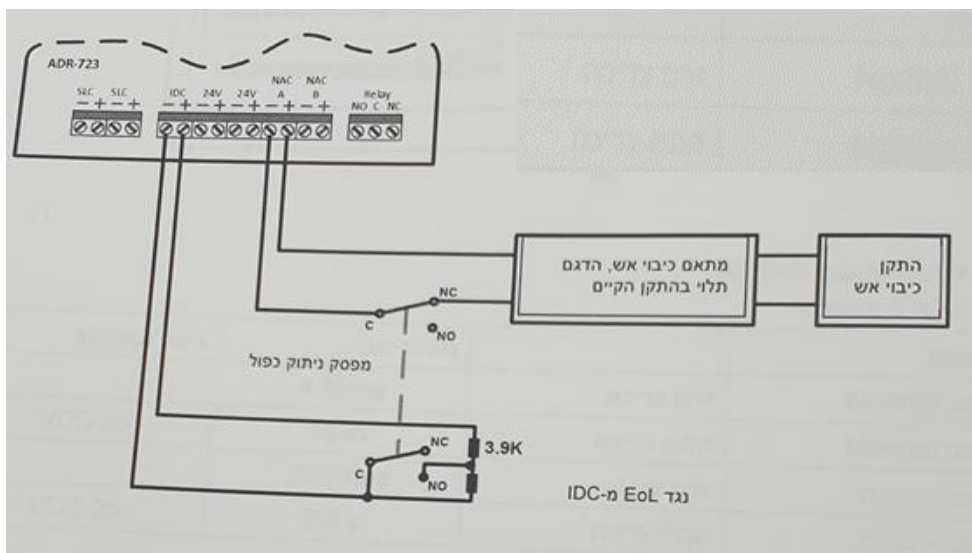 ADR-723
SLC SLC IDC 24V 24V NAC A NAC B Relay
- + - + - + - + - + - + - + NO C NC
מתאם כיבוי אש, הדגם
תלוי בהתקן הקיים
התקן
כיבוי אש
NC
C
NO
מפסק ניתוק כפול
NC
3.9K
C
NO
נגד EoL מ-IDC